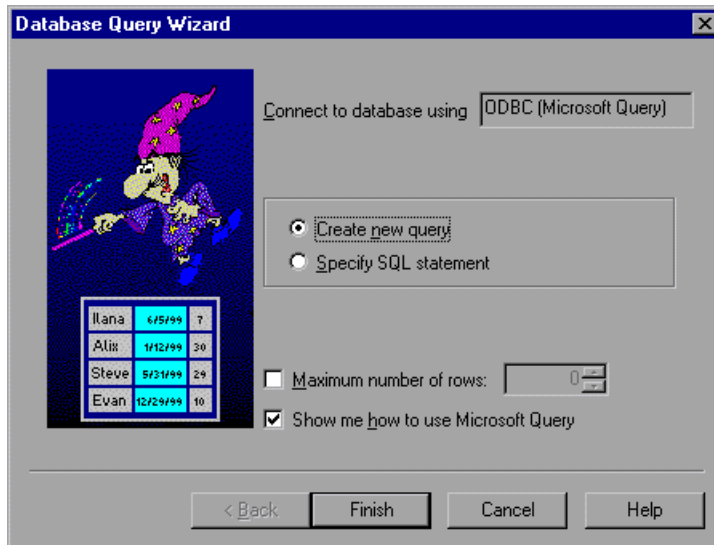 Database Query Wizard
Connect to database using ODBC (Microsoft Query)
Create new query
Specify SQL statement
Ilana 6/5/99 7
Alix 1/12/99 30
Steve 5/31/99 29
Evan 12/29/99 10
Maximum number of rows: 0
Show me how to use Microsoft Query
< Back Finish Cancel Help